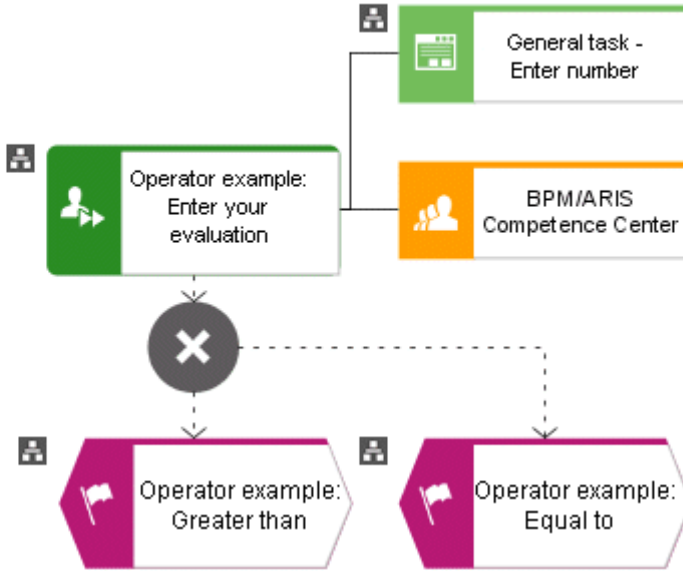 General task -
Enter number
Operator example:
Enter your
evaluation
BPM/ARIS
Competence Center
Operator example:
Greater than
Operator example:
Equal to